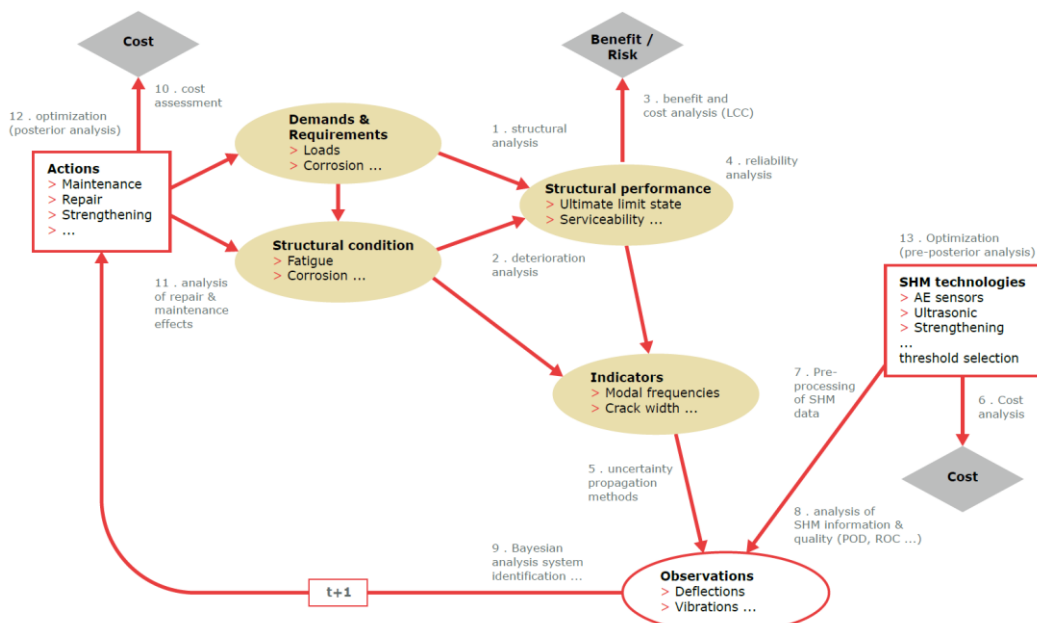 Cost
Benefit /
Risk
10 . cost
assessment
12 . optimization
(posterior analysis)
3 . benefit and
cost analysis (LCC)
Demands &
Requirements
> Loads
> Corrosion ...
1 . structural
analysis
4 . reliability
analysis
Actions
> Maintenance
> Repair
> Strengthening
> ...
Structural performance
> Ultimate limit state
> Serviceability ...
Structural condition
> Fatigue
> Corrosion ...
2 . deterioration
analysis
11 . analysis
of repair &
maintenance
effects
13 . Optimization
(pre-posterior analysis)
SHM technologies
> AE sensors
> Ultrasonic
> Strengthening
...
threshold selection
Indicators
> Modal frequencies
> Crack width ...
7 . Pre-
processing
of SHM
data
6 . Cost
analysis
Cost
5 . uncertainty
propagation
methods
8 . analysis of
SHM information &
quality (POD, ROC ...)
9 . Bayesian
analysis system
identification ...
t+1
Observations
> Deflections
> Vibrations ...